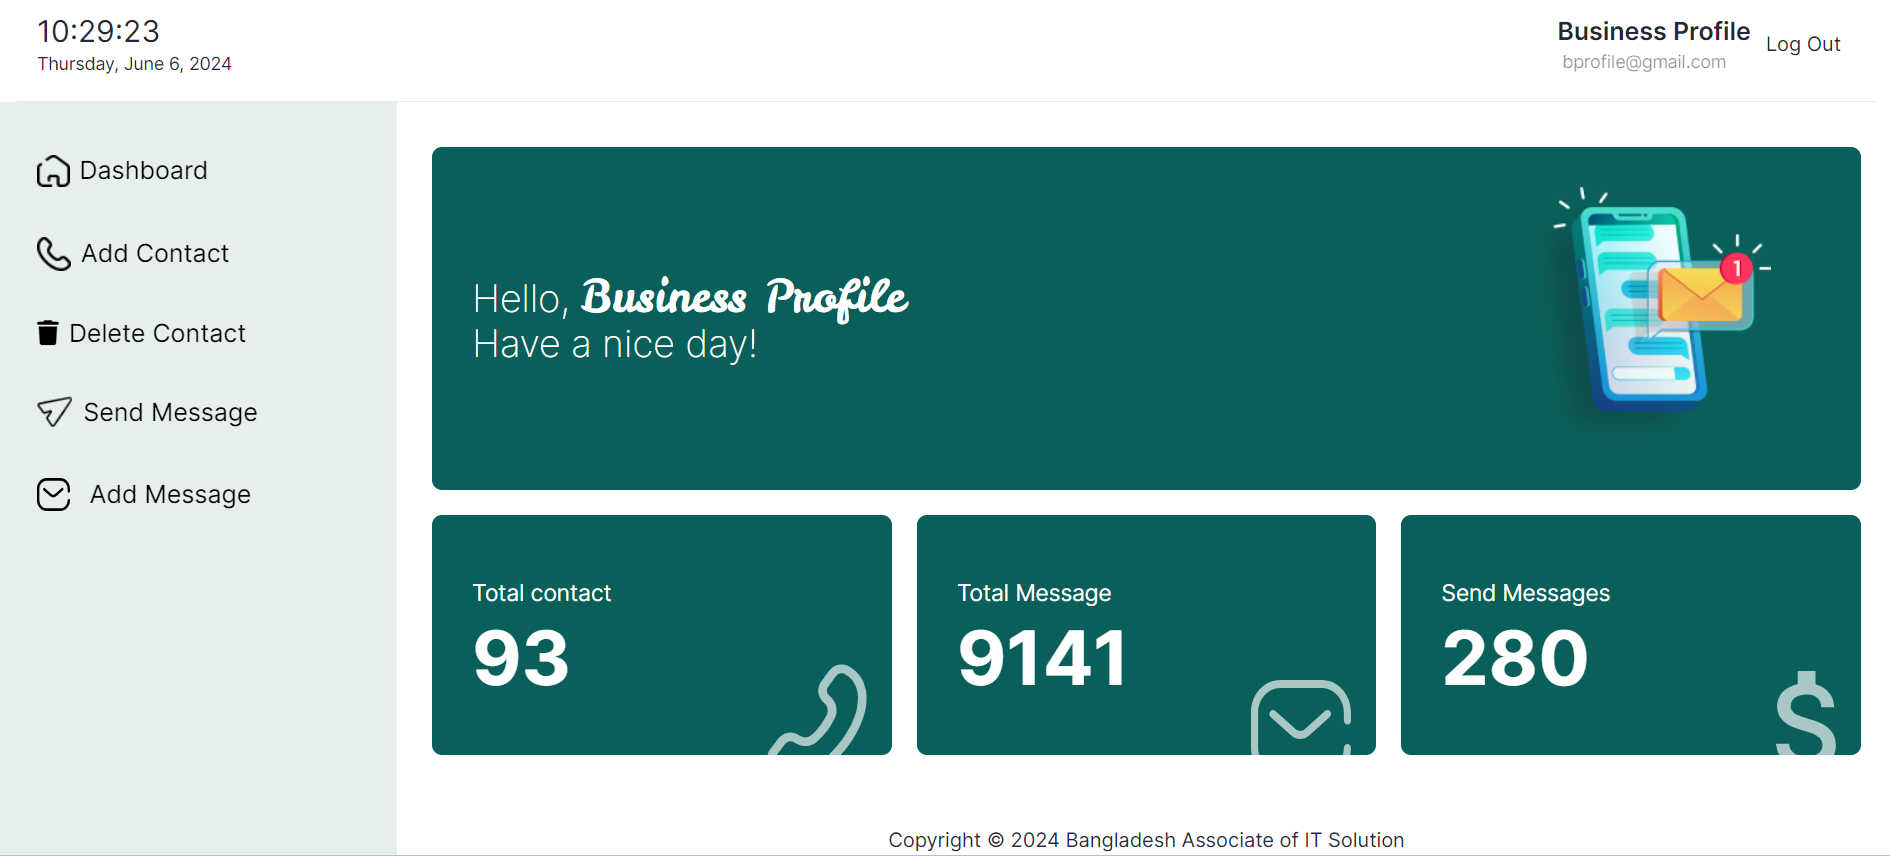 10:29:23
Thursday, June 6, 2024
Business Profile
bprofile@gmail.com
Log Out
Dashboard
Add Contact
Delete Contact
Send Message
Add Message
Hello, Business Profile
Have a nice day!
1
Total contact
93
Total Message
9141
Send Messages
280
$
Copyright © 2024 Bangladesh Associate of IT Solution